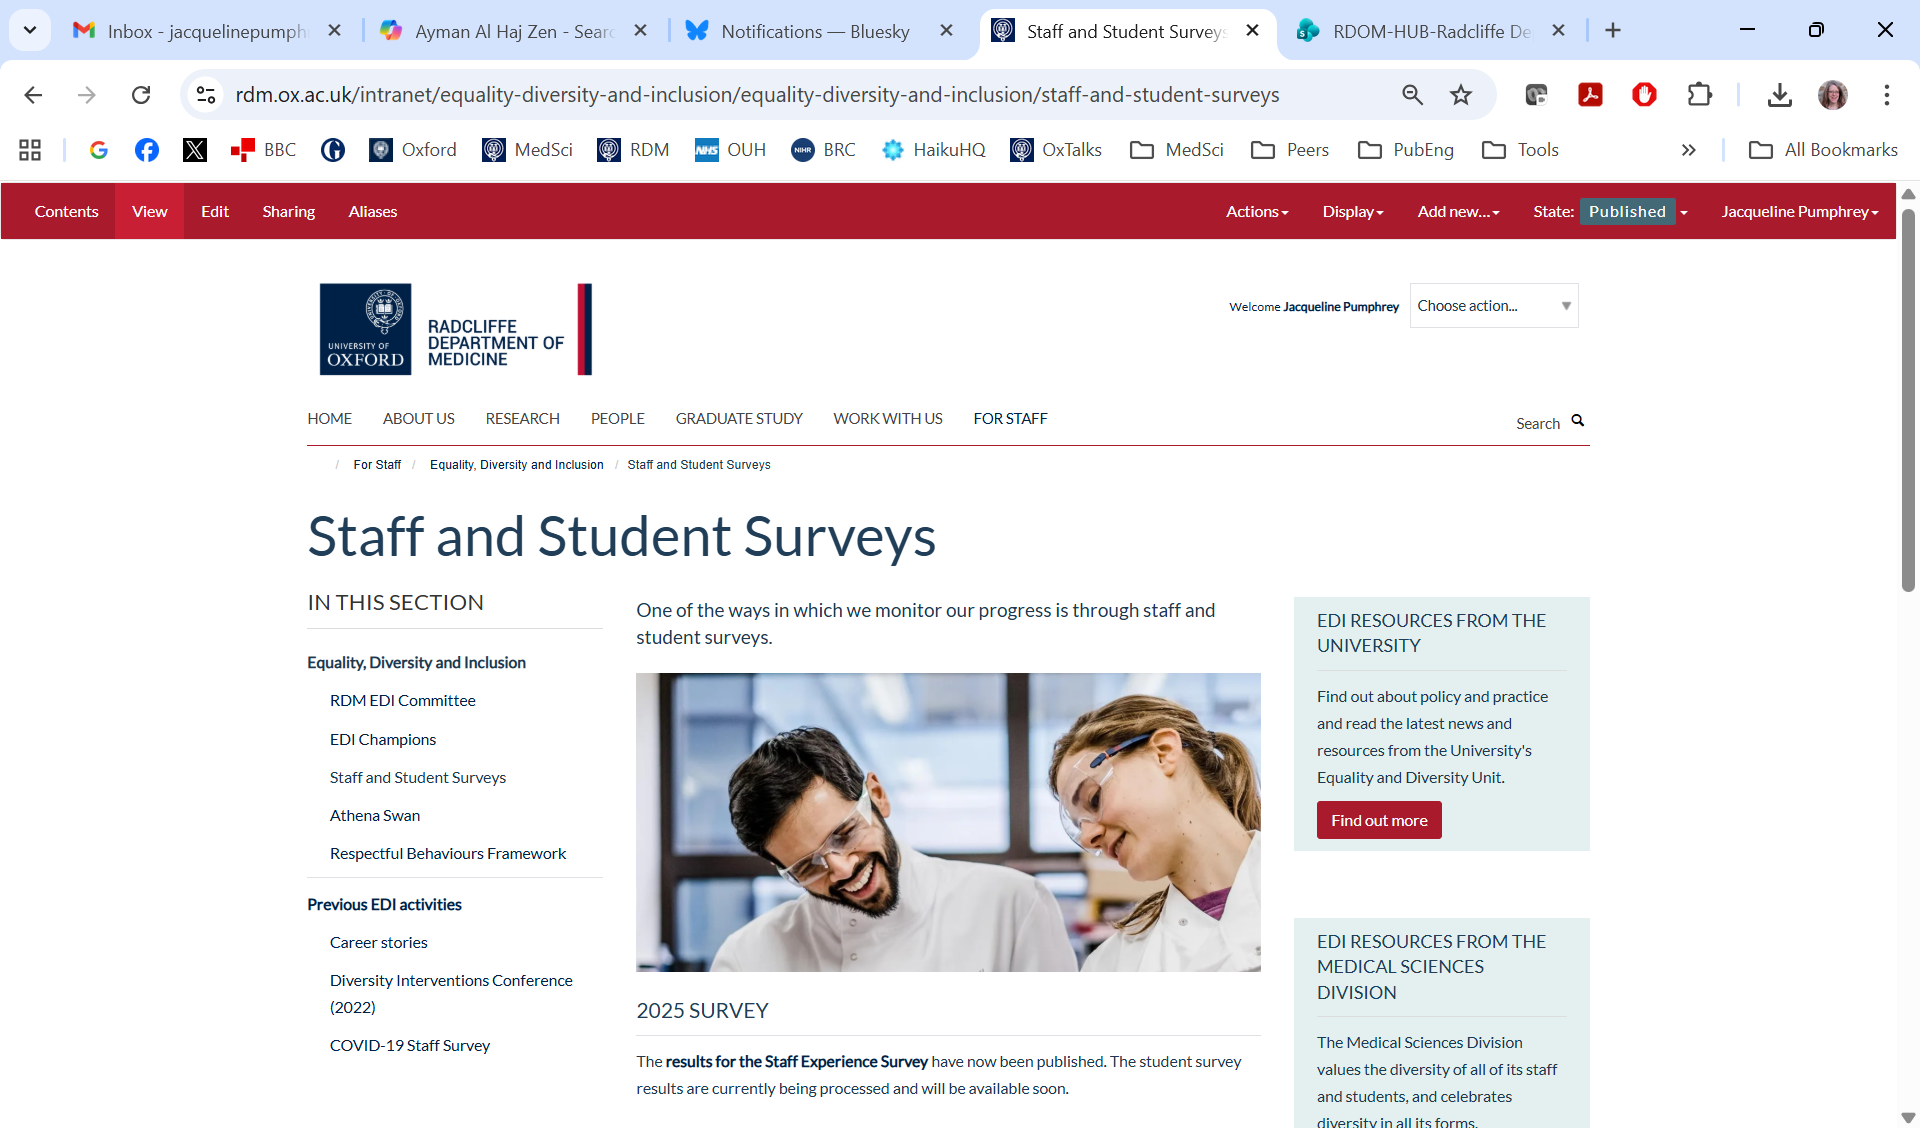 Inbox - jacquelinepumph
Ayman Al Haj Zen - Searc
Notifications — Bluesky
Staff and Student Surveys
RDOM-HUB-Radcliffe De
rdm.ox.ac.uk/intranet/equality-diversity-and-inclusion/equality-diversity-and-inclusion/staff-and-student-surveys
BBC
Oxford
MedSci
RDM
NHS
OUH
NIHR
BRC
HaikuHQ
OxTalks
MedSci
Peers
PubEng
Tools
All Bookmarks
Contents
View
Edit
Sharing
Aliases
Actions
Display
Add new...
State: Published
Jacqueline Pumphrey
UNIVERSITY OF
OXFORD
RADCLIFFE
DEPARTMENT OF
MEDICINE
Welcome Jacqueline Pumphrey
Choose action...
HOME
ABOUT US
RESEARCH
PEOPLE
GRADUATE STUDY
WORK WITH US
FOR STAFF
Search
/ For Staff / Equality, Diversity and Inclusion / Staff and Student Surveys
Staff and Student Surveys
IN THIS SECTION
Equality, Diversity and Inclusion
RDM EDI Committee
EDI Champions
Staff and Student Surveys
Athena Swan
Respectful Behaviours Framework
Previous EDI activities
Career stories
Diversity Interventions Conference
(2022)
COVID-19 Staff Survey
One of the ways in which we monitor our progress is through staff and
student surveys.
2025 SURVEY
The results for the Staff Experience Survey have now been published. The student survey
results are currently being processed and will be available soon.
EDI RESOURCES FROM THE
UNIVERSITY
Find out about policy and practice
and read the latest news and
resources from the University's
Equality and Diversity Unit.
Find out more
EDI RESOURCES FROM THE
MEDICAL SCIENCES
DIVISION
The Medical Sciences Division
values the diversity of all of its staff
and students, and celebrates
diversity in all its forms.